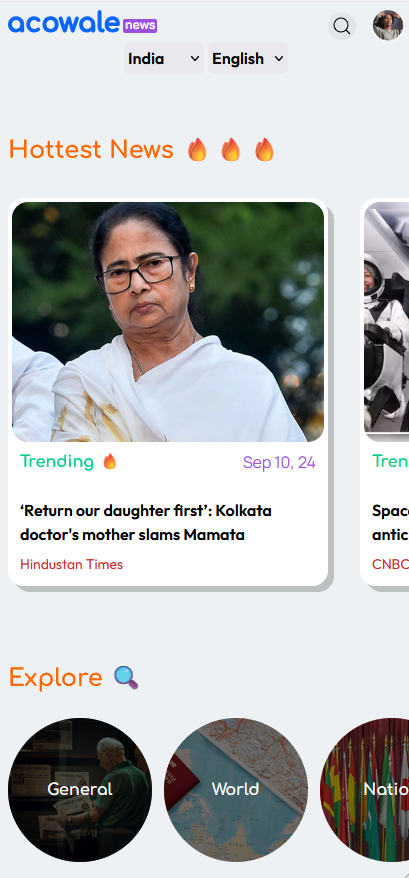 acowale news
India English
Hottest News 🔥 🔥 🔥
Trending 🔥 Sep 10, 24
‘Return our daughter first’: Kolkata
doctor's mother slams Mamata
Hindustan Times
Tren
Spac
antic
CNBC
Explore 🔍
General World Natio